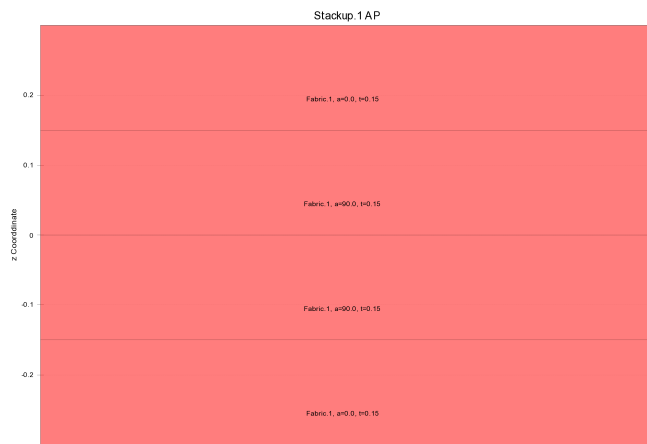 Stackup.1 AP
0.2
Fabric.1, a=0.0, t=0.15
0.1
Fabric.1, a=90.0, t=0.15
z Coorddinate
0
-0.1
Fabric.1, a=90.0, t=0.15
-0.2
Fabric.1, a=0.0, t=0.15